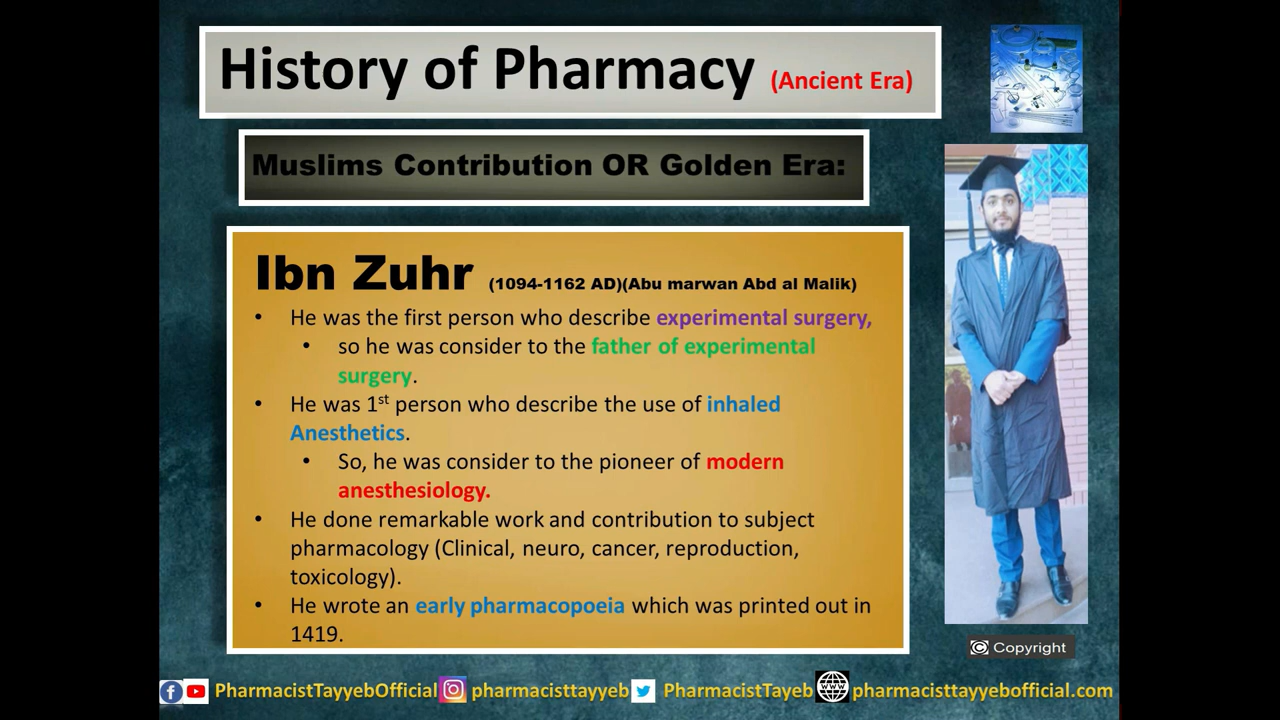 History of Pharmacy (Ancient Era)
Muslims Contribution OR Golden Era:
Ibn Zuhr (1094-1162 AD)(Abu marwan Abd al Malik)
• He was the first person who describe experimental surgery,
• so he was consider to the father of experimental
surgery.
• He was 1st person who describe the use of inhaled
Anesthetics.
• So, he was consider to the pioneer of modern
anesthesiology.
• He done remarkable work and contribution to subject
pharmacology (Clinical, neuro, cancer, reproduction,
toxicology).
• He wrote an early pharmacopoeia which was printed out in
1419.
© Copyright
PharmacistTayyebOfficial pharmacisttayyeb PharmacistTayeb WWW pharmacisttayyebofficial.com